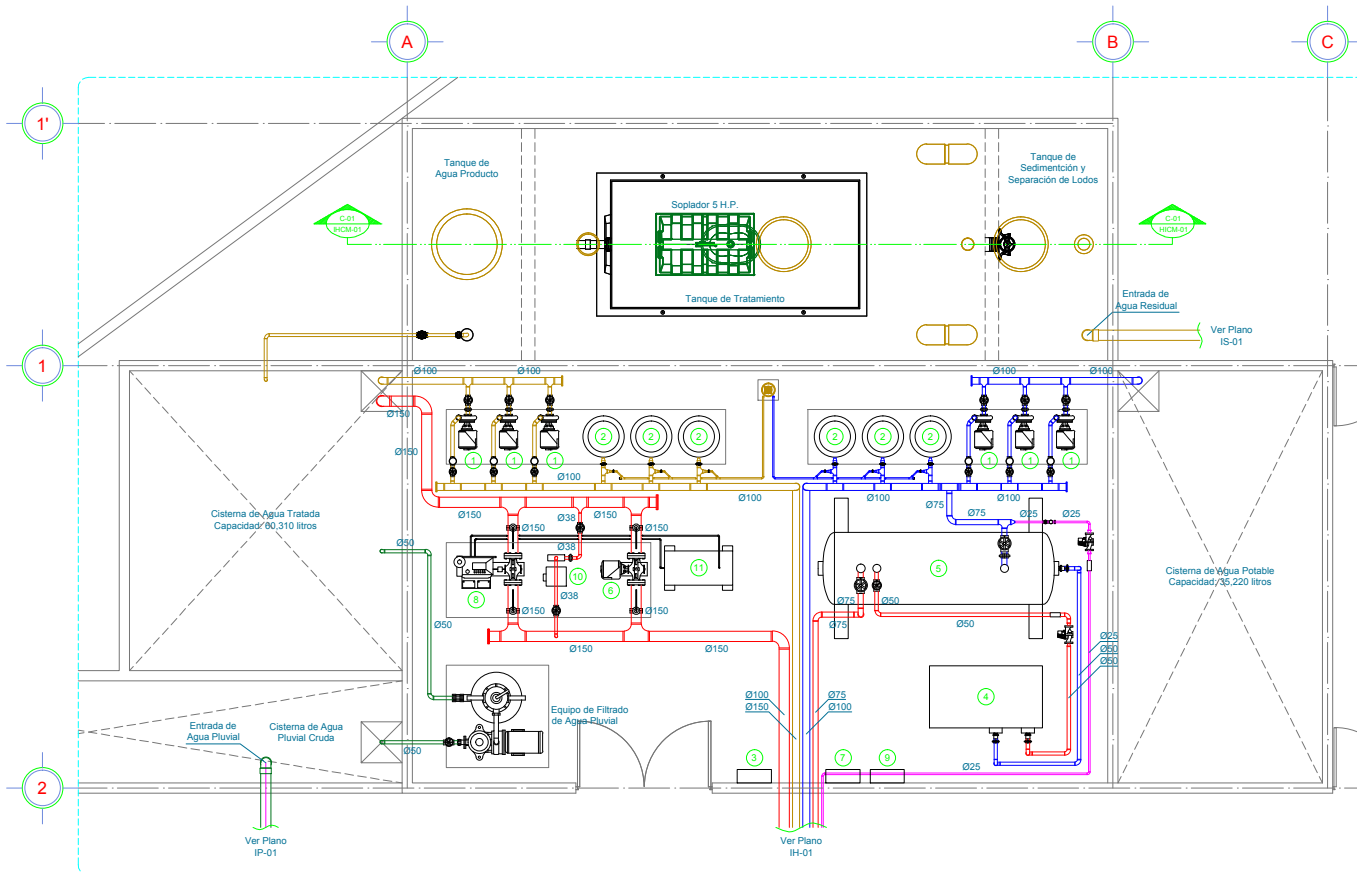 A
B
C
1'
Tanque de
Agua Producto
Tanque de
Sedimentción y
Separación de Lodos
Soplador 5 H.P.
C-01
IHCM-01
C-01
HICM-01
Tanque de Tratamiento
Entrada de
Agua Residual
Ver Plano
IS-01
1
Ø100
Ø100
Ø100
Ø100
Ø150
2
2
2
2
2
2
1
1
1
1
1
1
Ø150
Ø100
Ø100
Ø100
Ø100
Ø75
Cisterna de Agua Tratada
Capacidad: 60,310 litros
Ø150
Ø38
Ø150
Ø75
Ø25
Ø25
Ø150
Ø150
Ø50
Ø38
8
10
6
11
5
Cisterna de Agua Potable
Capacidad: 35,220 litros
Ø38
Ø75
Ø50
Ø150
Ø150
Ø50
Ø75
Ø50
Ø150
Ø150
Ø25
Ø50
Ø50
Ø100
Ø150
Ø75
Ø100
4
Equipo de Filtrado
de Agua Pluvial
Entrada de
Agua Pluvial
Cisterna de Agua
Pluvial Cruda
Ø50
3
7
9
Ø25
2
Ver Plano
IP-01
Ver Plano
IH-01